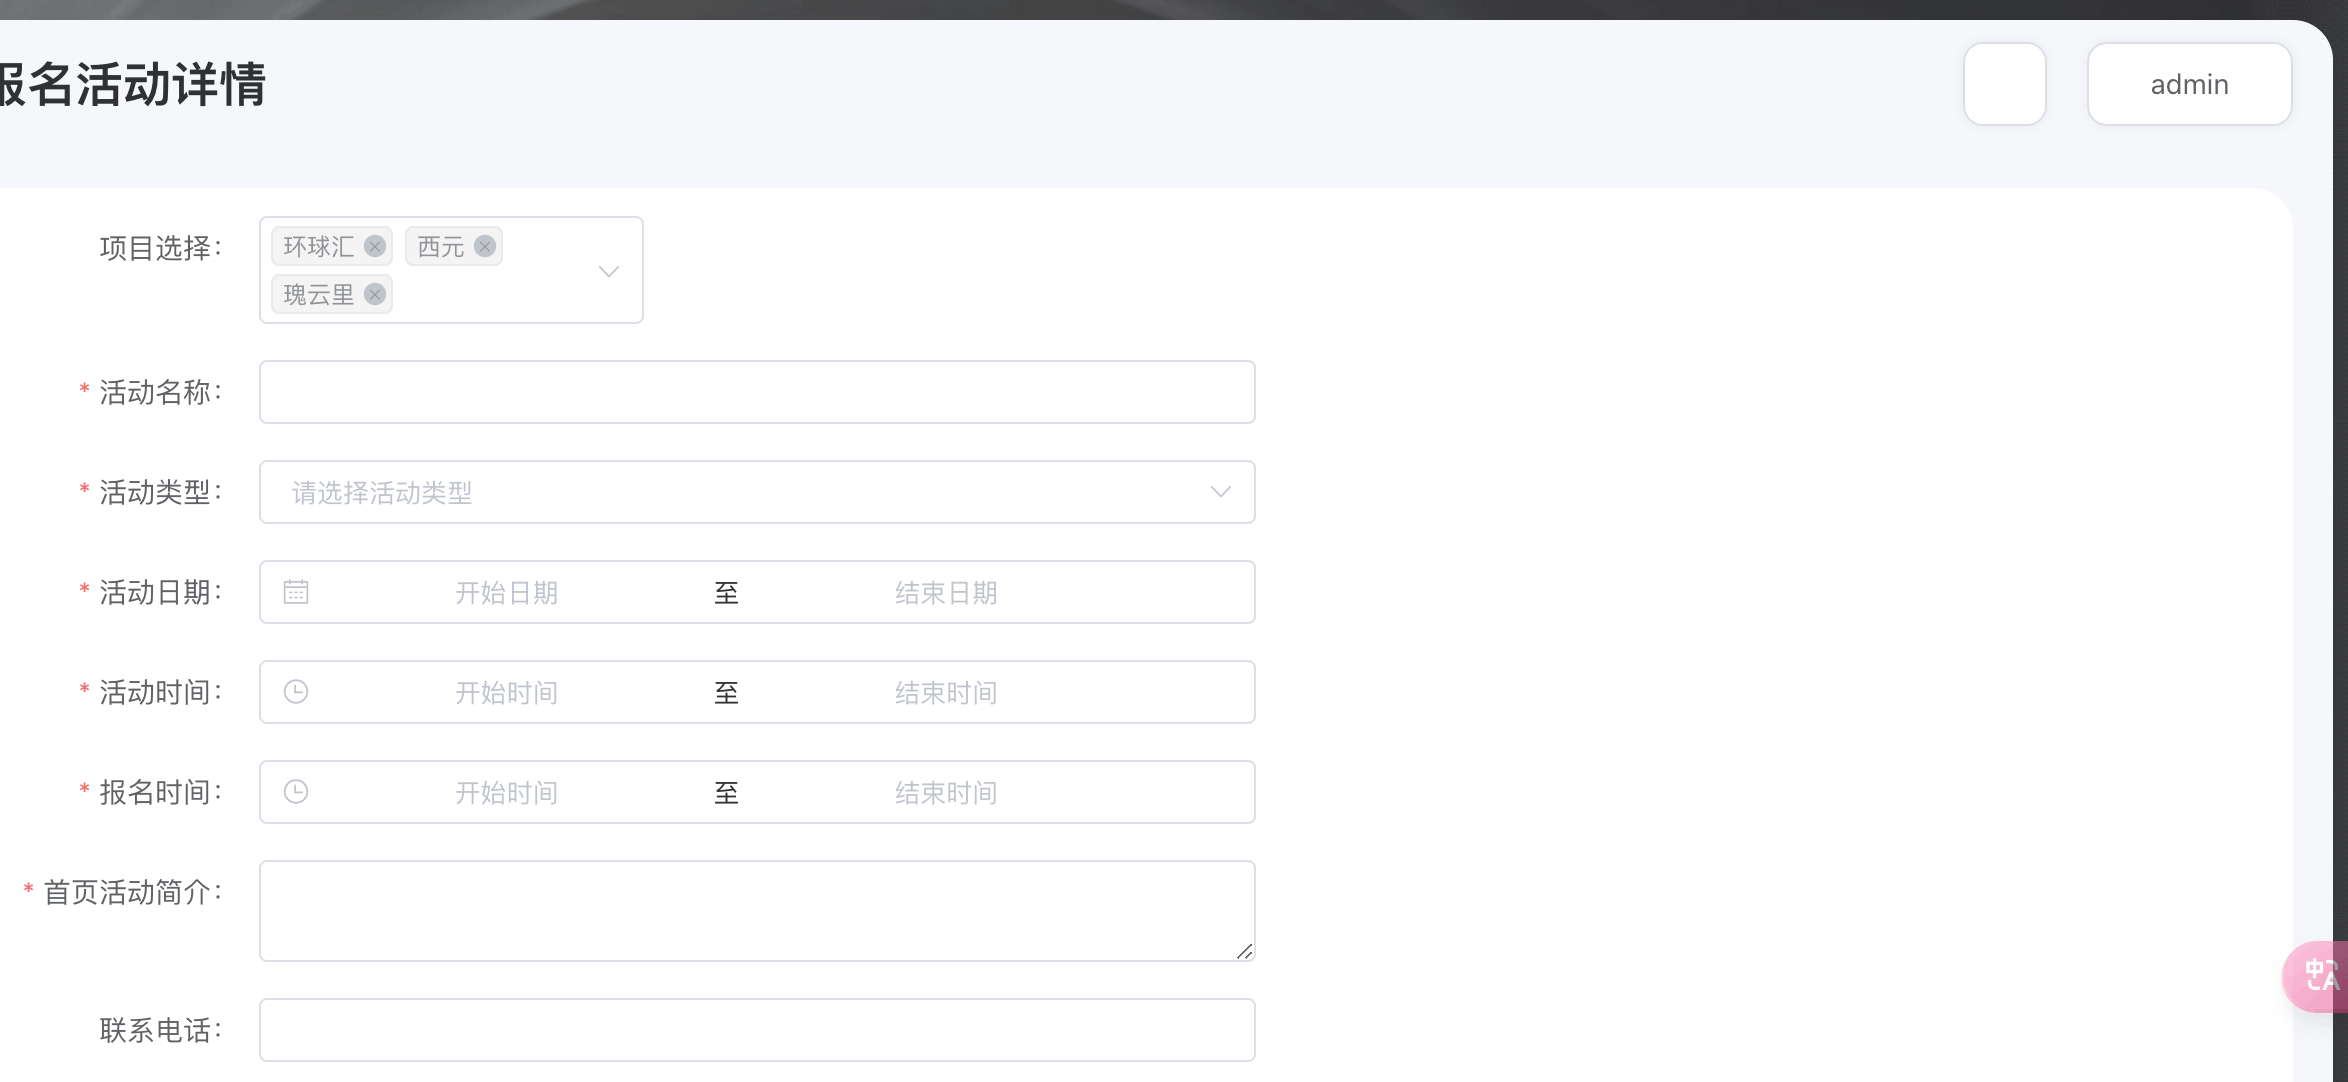 报名活动详情
admin
项目选择：
环球汇 西元
瑰云里
* 活动名称：
* 活动类型： 请选择活动类型
* 活动日期： 开始日期 至 结束日期
* 活动时间： 开始时间 至 结束时间
* 报名时间： 开始时间 至 结束时间
* 首页活动简介：
联系电话：